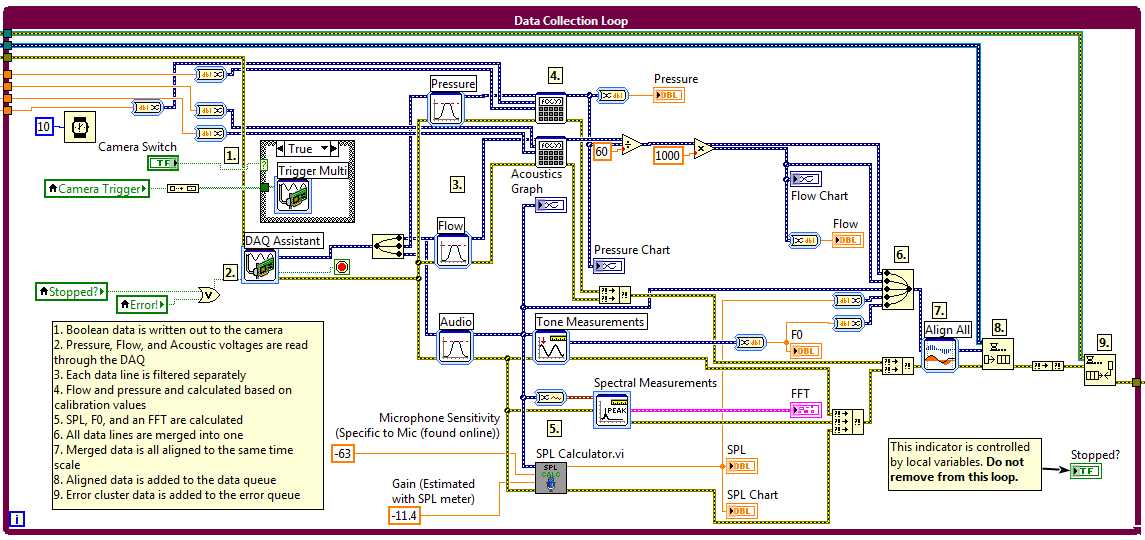 Data Collection Loop
Pressure
4.
Pressure
DBL
10
Camera Switch
TF
1.
True
Trigger Multi
Camera Trigger
3.
Acoustics
Graph
60
1000
Flow Chart
Flow
DBL
Flow
DAQ Assistant
2.
Pressure Chart
6.
Stopped?
Error!
Audio
Tone Measurements
F0
DBL
7.
Align All
8.
9.
1. Boolean data is written out to the camera
2. Pressure, Flow, and Acoustic voltages are read
through the DAQ
3. Each data line is filtered separately
4. Flow and pressure and calculated based on
calibration values
5. SPL, F0, and an FFT are calculated
6. All data lines are merged into one
7. Merged data is all aligned to the same time
scale
8. Aligned data is added to the data queue
9. Error cluster data is added to the error queue
Spectral Measurements
PEAK
FFT
Microphone Sensitivity
(Specific to Mic (found online))
-63
5.
SPL Calculator.vi
SPL
CALC
Gain (Estimated
with SPL meter)
-11.4
SPL
DBL
SPL Chart
DBL
This indicator is controlled
by local variables. Do not
remove from this loop.
Stopped?
TF
i